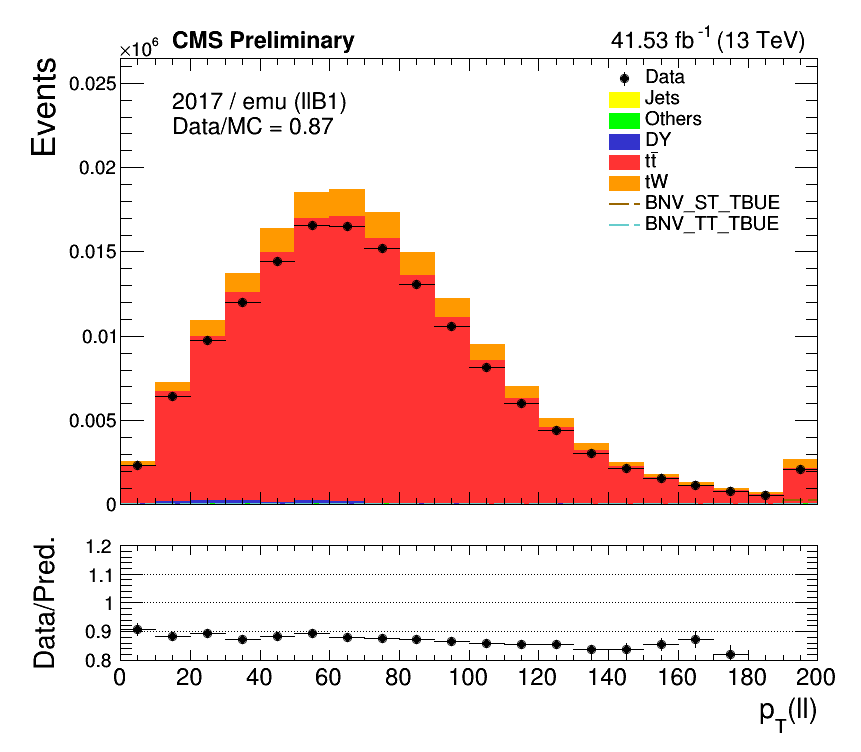 ×10⁶ CMS Preliminary 41.53 fb⁻¹ (13 TeV)
Events
0.025
0.02
0.015
0.01
0.005
0
2017 / emu (llB1)
Data/MC = 0.87
Data
Jets
Others
DY
tt̄
tW
BNV_ST_TBUE
BNV_TT_TBUE
Data/Pred.
1.2
1.1
1
0.9
0.8
0 20 40 60 80 100 120 140 160 180 200
p_T(ll)